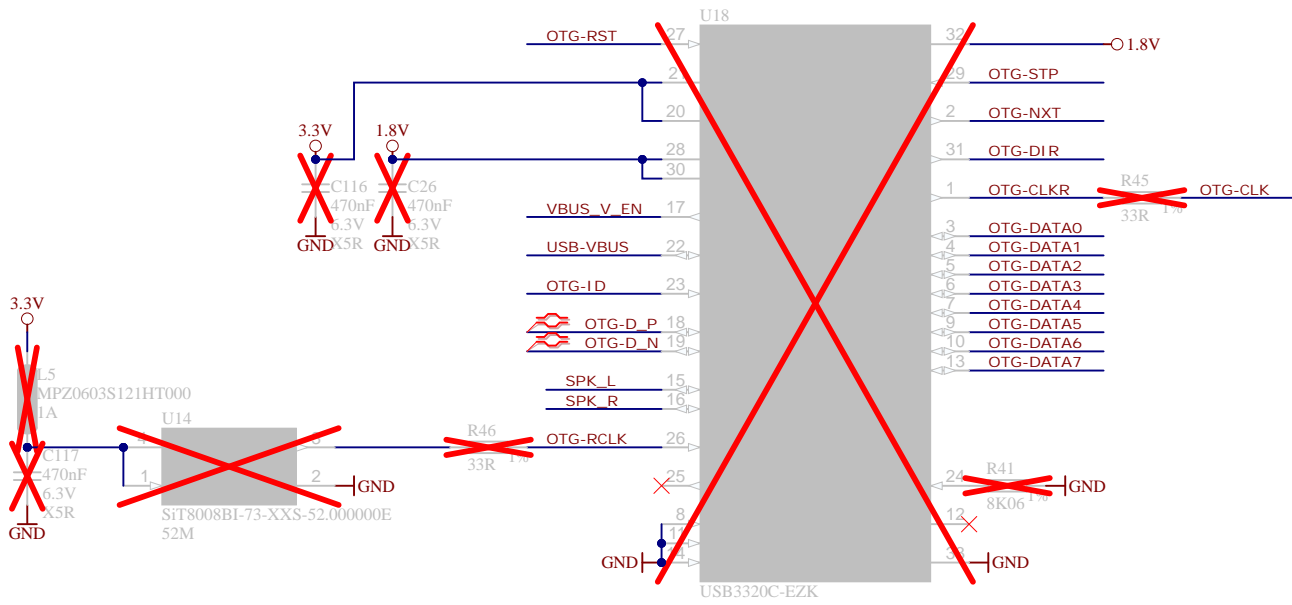 U18
OTG-RST 27 32 1.8V
21 29 OTG-STP
20 2 OTG-NXT
3.3V 1.8V
28 31 OTG-DIR
30
C116 C26 1 OTG-CLKR R45 OTG-CLK
470nF 470nF 33R 1%
6.3V 6.3V
X5R X5R
GND GND
VBUS_V_EN 17
3 OTG-DATA0
USB-VBUS 22 4 OTG-DATA1
5 OTG-DATA2
OTG-ID 23 6 OTG-DATA3
7 OTG-DATA4
OTG-D_P 18 9 OTG-DATA5
OTG-D_N 19 10 OTG-DATA6
13 OTG-DATA7
3.3V
L5
MPZ0603S121HT000
1A
SPK_L 15
SPK_R 16
U14
4 3 R46 OTG-RCLK 26
33R 1%
C117
470nF
6.3V
X5R
GND
1 2 GND
SiT8008BI-73-XXS-52.000000E
52M
25 24 R41 GND
8K06 1%
8 12
11
GND 14 33 GND
USB3320C-EZK